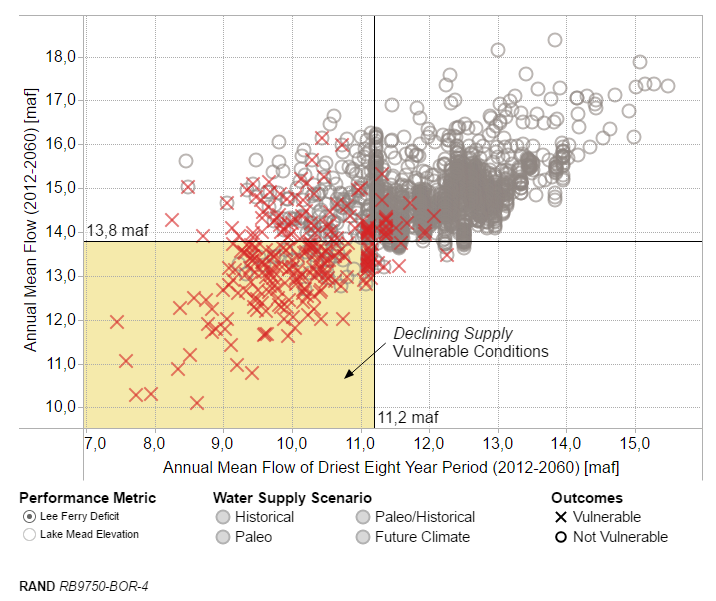 18,0
17,0
16,0
15,0
14,0
13,0
12,0
11,0
10,0
Annual Mean Flow (2012-2060) [maf]
13,8 maf
Declining Supply
Vulnerable Conditions
11,2 maf
7,0 8,0 9,0 10,0 11,0 12,0 13,0 14,0 15,0
Annual Mean Flow of Driest Eight Year Period (2012-2060) [maf]
Performance Metric
Lee Ferry Deficit
Lake Mead Elevation
Water Supply Scenario
Historical
Paleo
Paleo/Historical
Future Climate
Outcomes
Vulnerable
Not Vulnerable
RAND RB9750-BOR-4